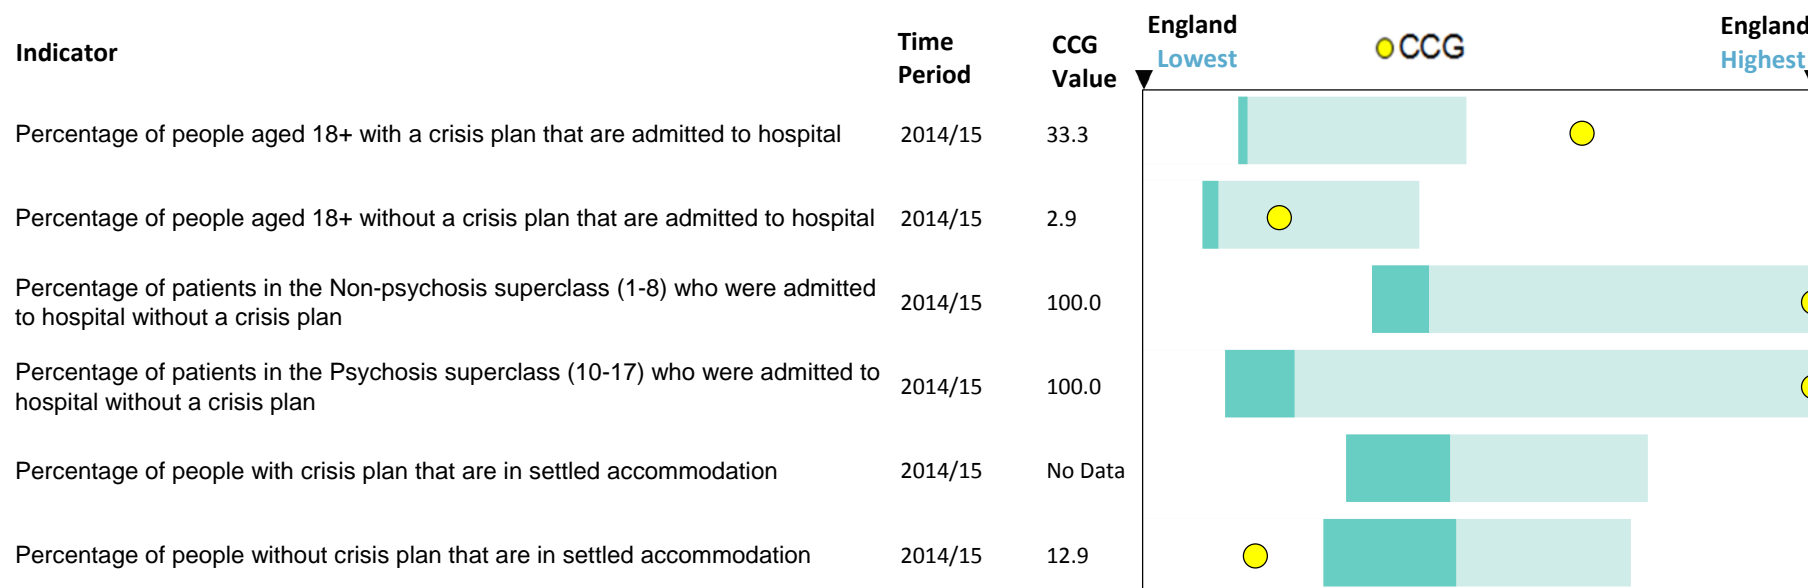 Indicator
Time Period
CCG Value
England Lowest
CCG
England Highest
Percentage of people aged 18+ with a crisis plan that are admitted to hospital 2014/15 33.3
Percentage of people aged 18+ without a crisis plan that are admitted to hospital 2014/15 2.9
Percentage of patients in the Non-psychosis superclass (1-8) who were admitted
to hospital without a crisis plan 2014/15 100.0
Percentage of patients in the Psychosis superclass (10-17) who were admitted to
hospital without a crisis plan 2014/15 100.0
Percentage of people with crisis plan that are in settled accommodation 2014/15 No Data
Percentage of people without crisis plan that are in settled accommodation 2014/15 12.9